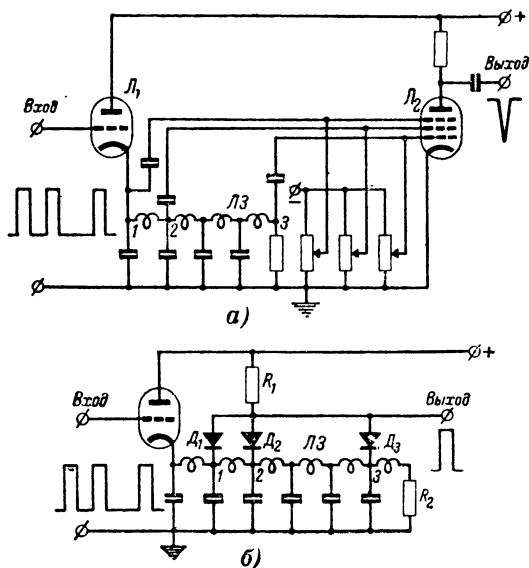 +
Выход
Вход
Л₁
Л₂
ЛЗ
1 2 3
а)
+
R₁
Вход
Выход
Д₁ Д₂ ЛЗ Д₃
1 2 3
R₂
б)